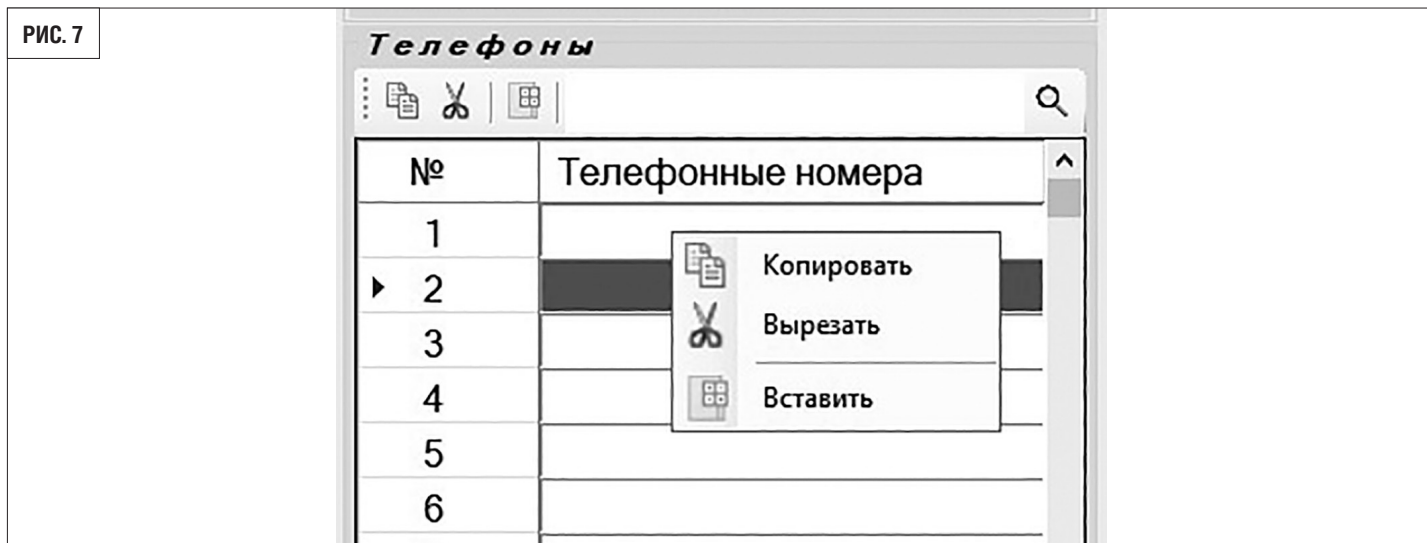 РИС. 7
Телефоны
№ Телефонные номера
1
Копировать
2
Вырезать
3
4
Вставить
5
6